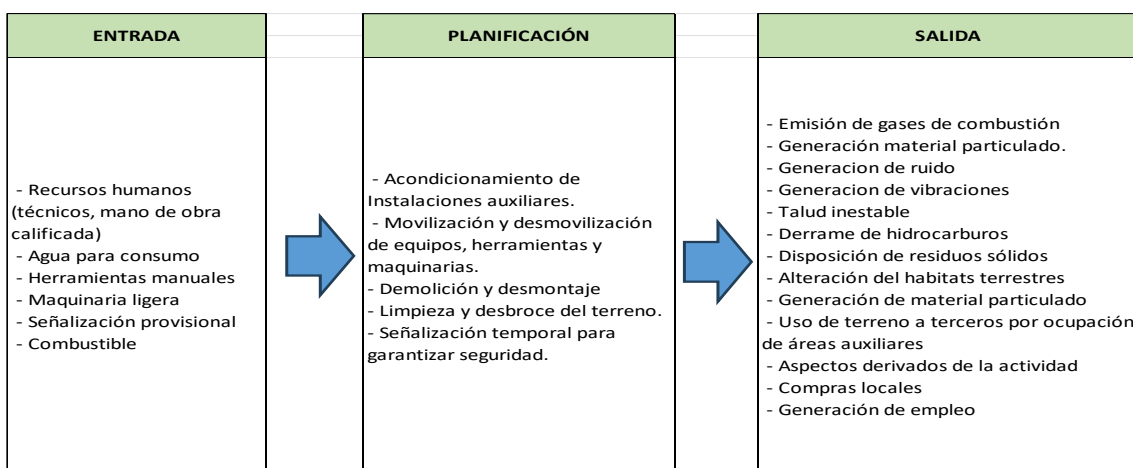 ENTRADA
- Recursos humanos
(técnicos, mano de obra
calificada)
- Agua para consumo
- Herramientas manuales
- Maquinaria ligera
- Señalización provisional
- Combustible
PLANIFICACIÓN
- Acondicionamiento de
Instalaciones auxiliares.
- Movilización y desmovilización
de equipos, herramientas y
maquinarias.
- Demolición y desmontaje
- Limpieza y desbroce del terreno.
- Señalización temporal para
garantizar seguridad.
SALIDA
- Emisión de gases de combustión
- Generación material particulado.
- Generacion de ruido
- Generacion de vibraciones
- Talud inestable
- Derrame de hidrocarburos
- Disposición de residuos sólidos
- Alteración del habitats terrestres
- Generación de material particulado
- Uso de terreno a terceros por ocupación
de áreas auxiliares
- Aspectos derivados de la actividad
- Compras locales
- Generación de empleo